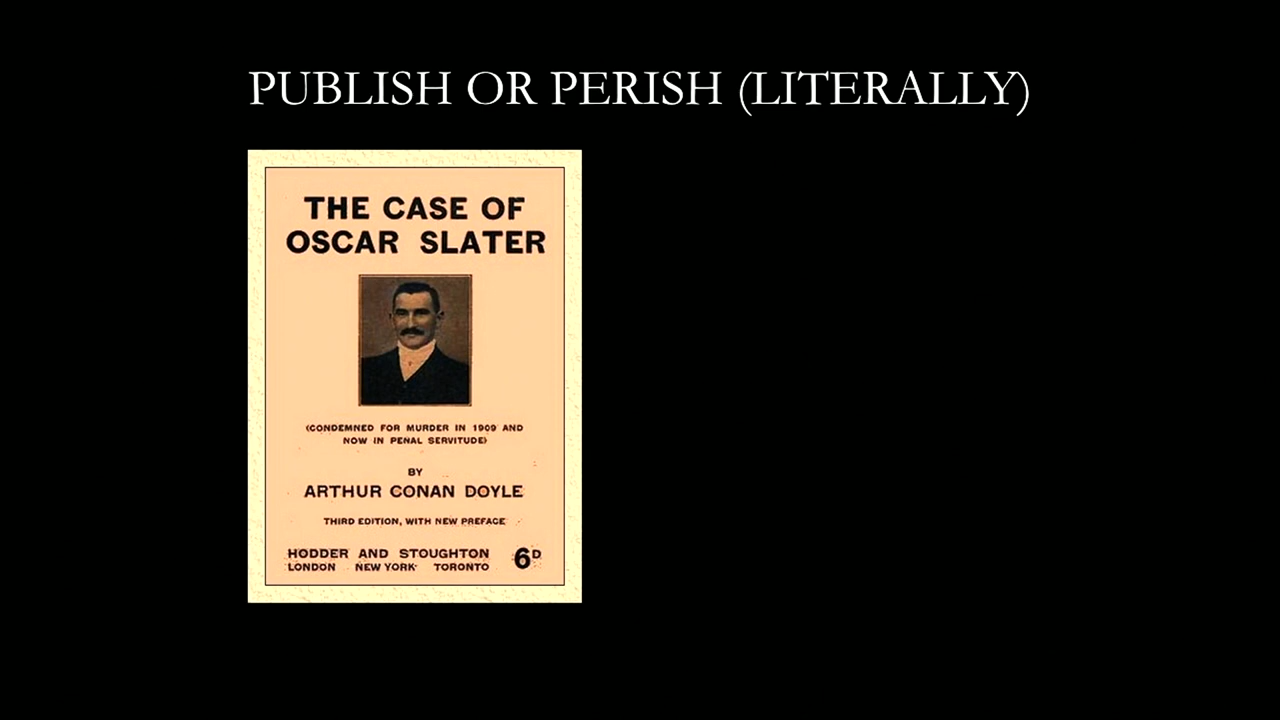 PUBLISH OR PERISH (LITERALLY)
THE CASE OF
OSCAR SLATER
(CONDEMNED FOR MURDER IN 1909 AND
NOW IN PENAL SERVITUDE)
BY
ARTHUR CONAN DOYLE
THIRD EDITION, WITH NEW PREFACE
HODDER AND STOUGHTON
LONDON NEW YORK TORONTO
6D